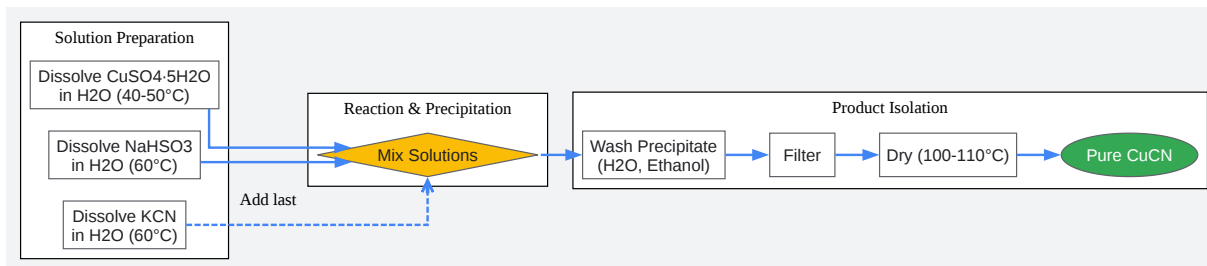 Solution Preparation
Dissolve CuSO4·5H2O
in H2O (40-50°C)
Dissolve NaHSO3
in H2O (60°C)
Dissolve KCN
in H2O (60°C)
Add last
Reaction & Precipitation
Mix Solutions
Product Isolation
Wash Precipitate
(H2O, Ethanol)
Filter
Dry (100-110°C)
Pure CuCN